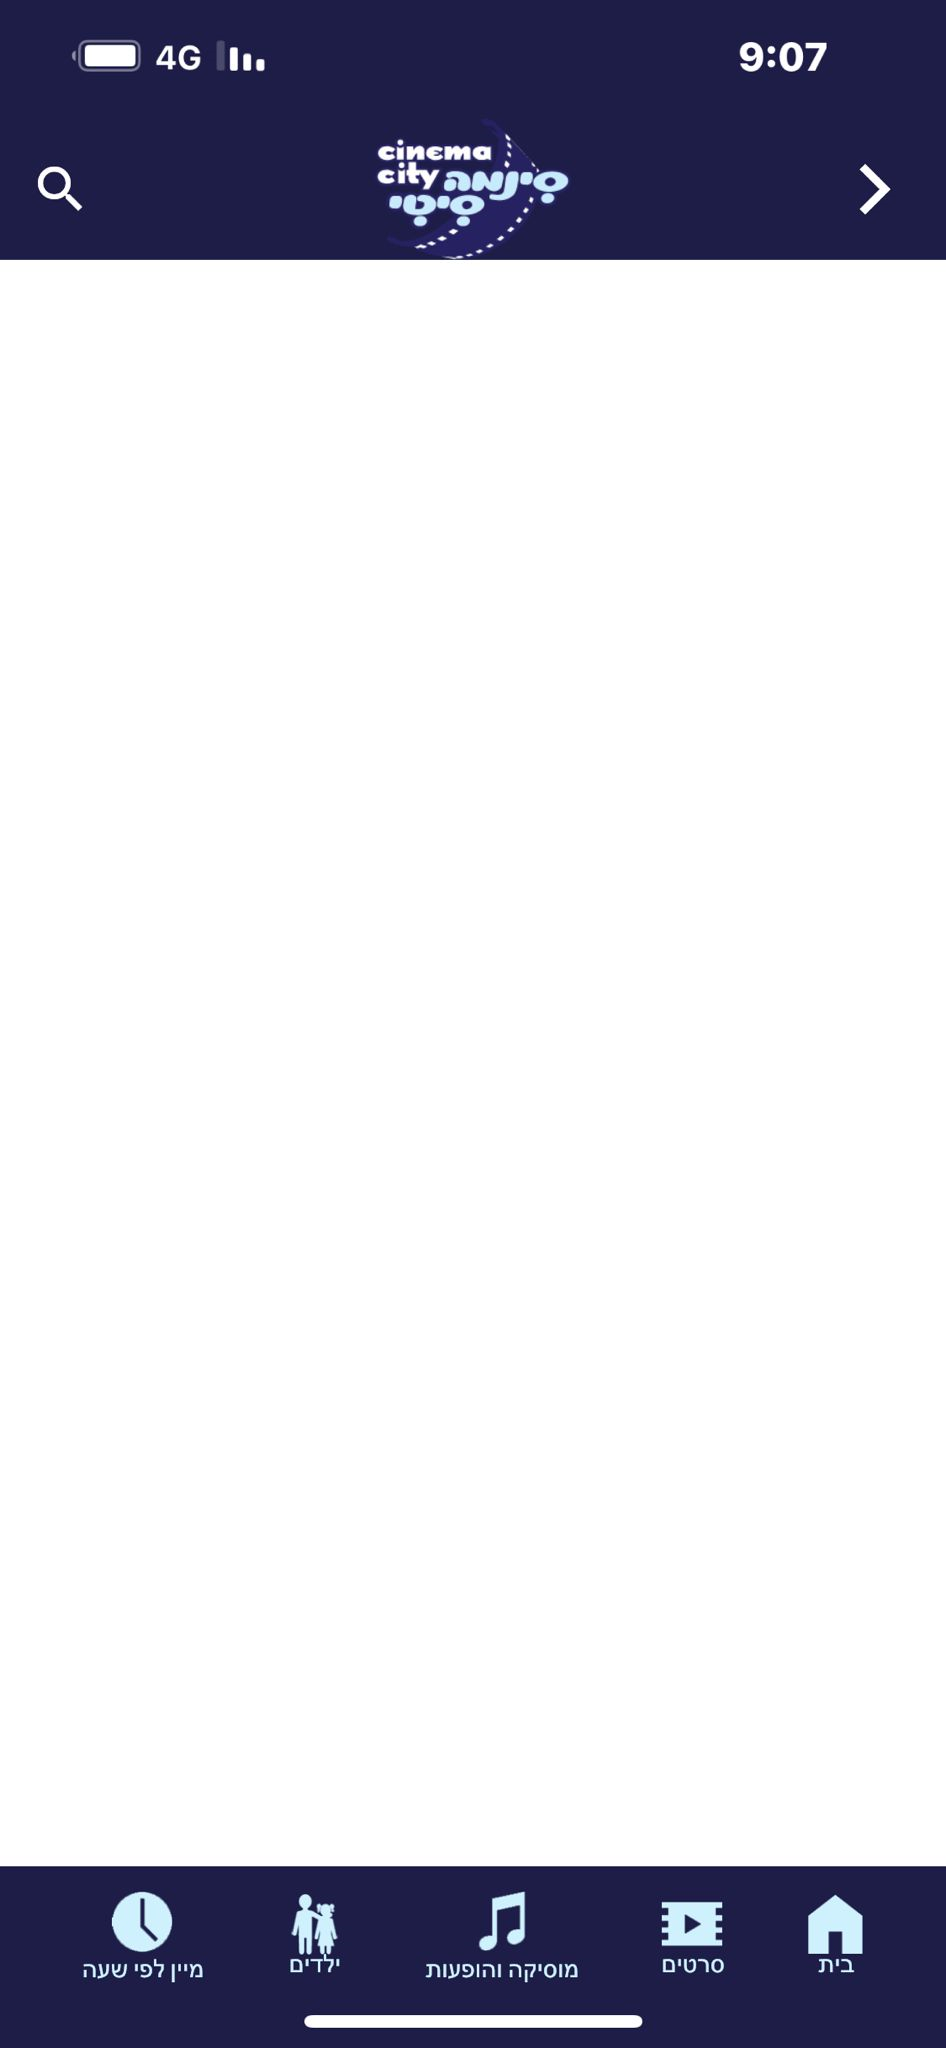 9:07
4G
cinema
city סינמה
סיטי
בית
סרטים
מוסיקה והופעות
ילדים
מיין לפי שעה